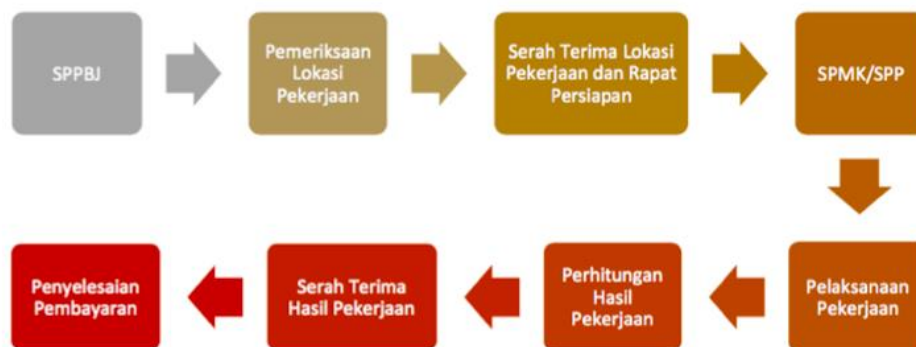 SPPBJ
Pemeriksaan
Lokasi
Pekerjaan
Serah Terima Lokasi
Pekerjaan dan Rapat
Persiapan
SPMK/SPP
Pelaksanaan
Pekerjaan
Perhitungan
Hasil
Pekerjaan
Serah Terima
Hasil Pekerjaan
Penyelesaian
Pembayaran